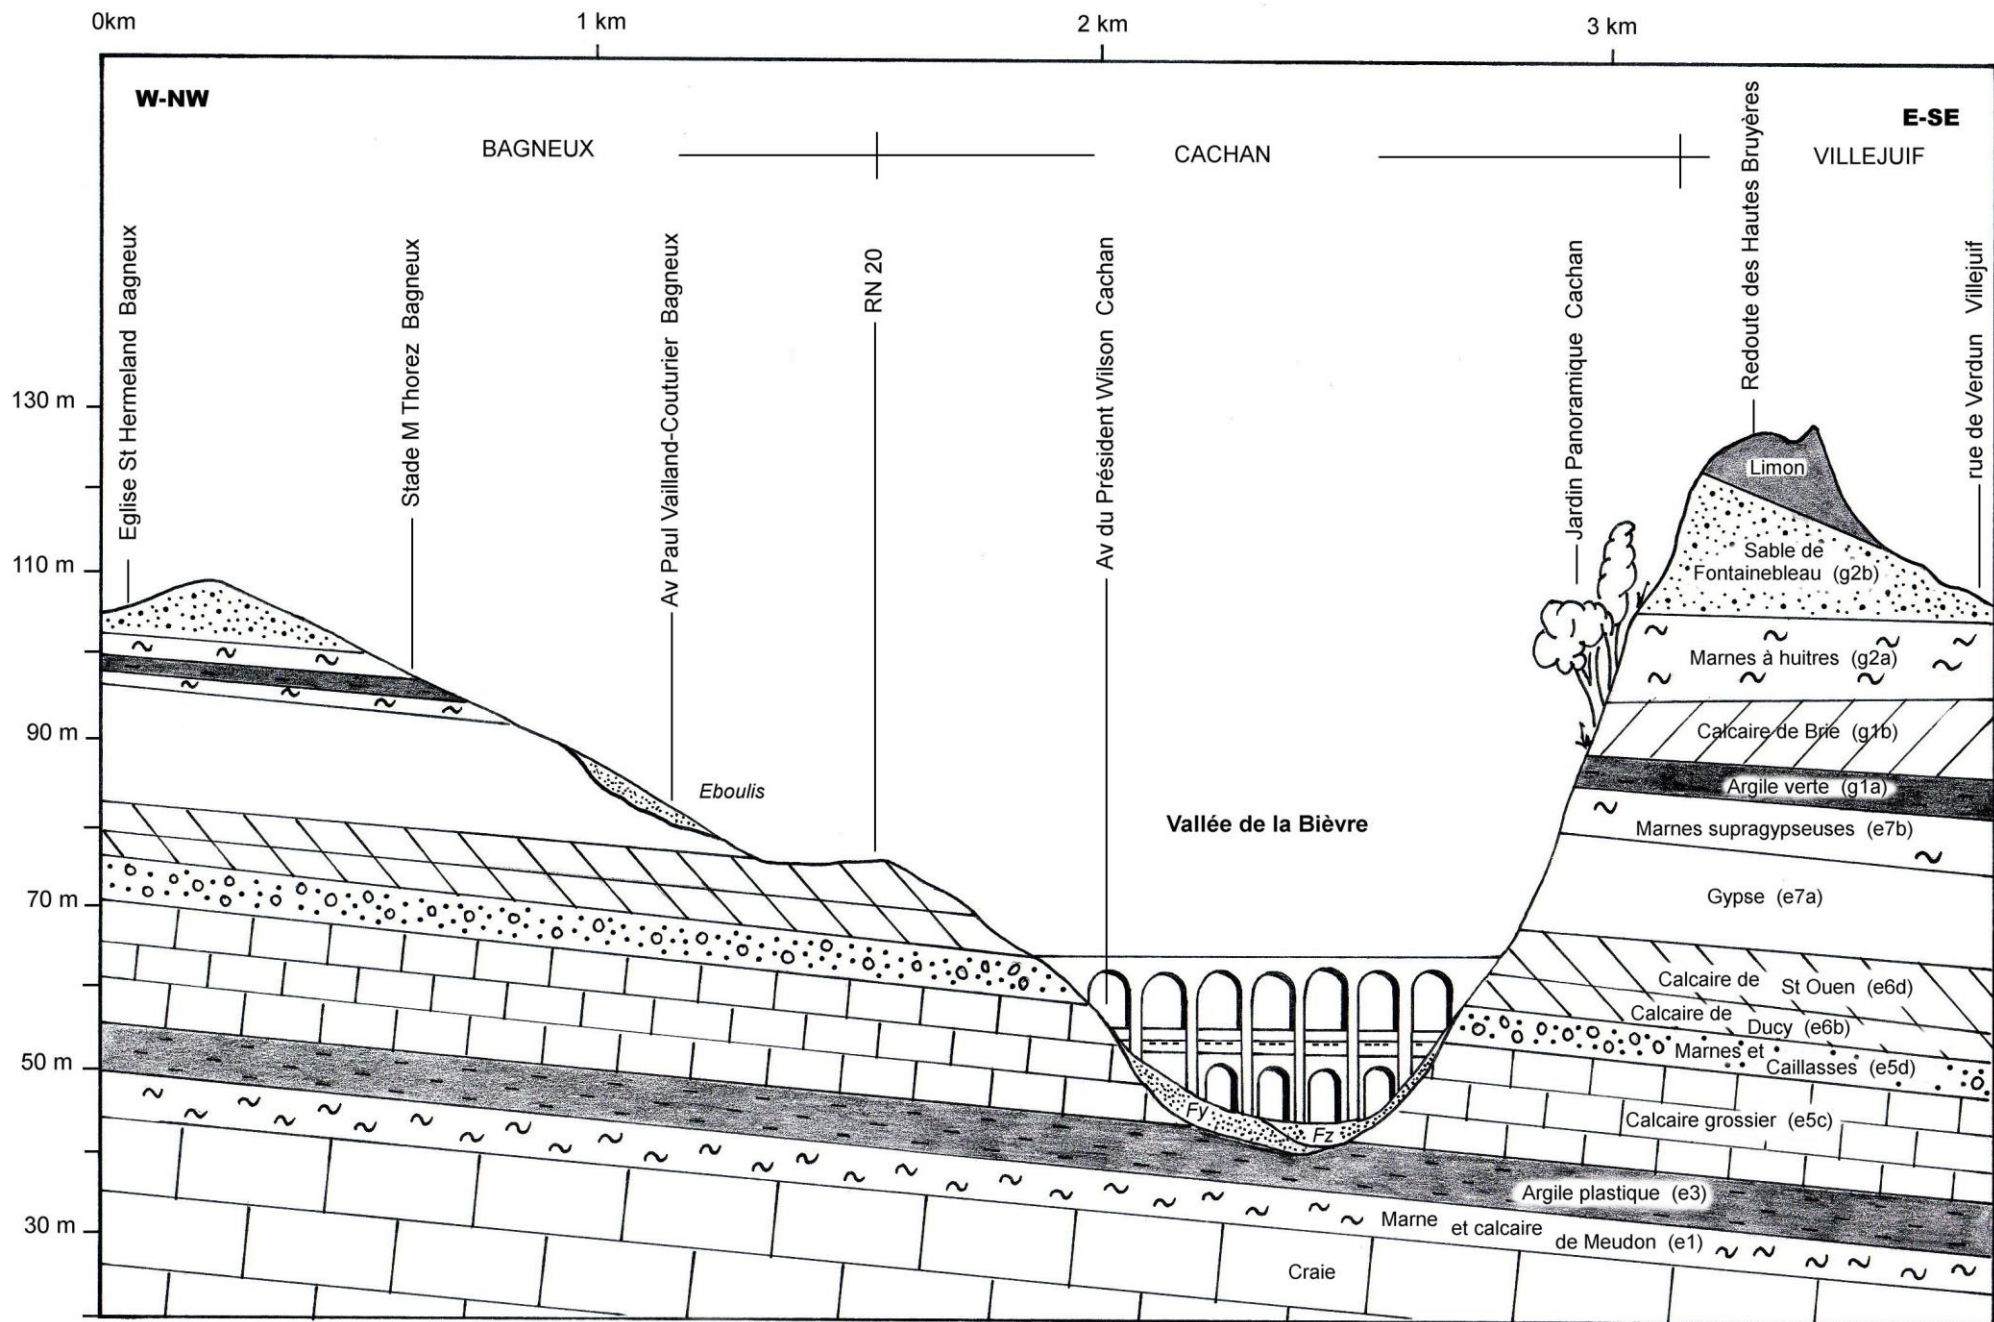 0km
1 km
2 km
3 km
W-NW
E-SE
BAGNEUX
CACHAN
VILLEJUIF
Eglise St Hermeland Bagneux
Stade M Thorez Bagneux
Av Paul Vailland-Couturier Bagneux
RN 20
Av du Président Wilson Cachan
Jardin Panoramique Cachan
Redoute des Hautes Bruyères
rue de Verdun Villejuif
130 m
110 m
90 m
70 m
50 m
30 m
Eboulis
Vallée de la Bièvre
Fy
Fz
Limon
Sable de
Fontainebleau (g2b)
Marnes à huitres (g2a)
Calcaire de Brie (g1b)
Argile verte (g1a)
Marnes supragypseuses (e7b)
Gypse (e7a)
Calcaire de St Ouen (e6d)
Calcaire de Ducy (e6b)
Marnes et
Caillasses (e5d)
Calcaire grossier (e5c)
Argile plastique (e3)
Marne et calcaire
de Meudon (e1)
Craie